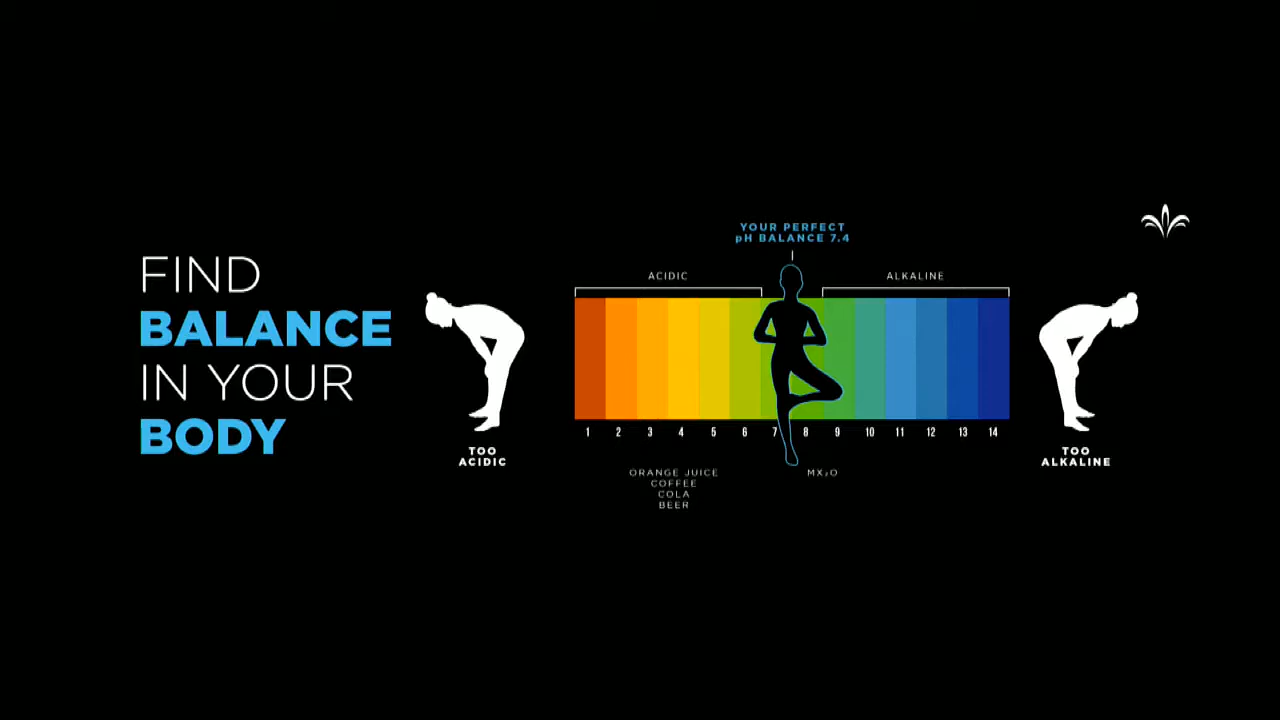 FIND
BALANCE
IN YOUR
BODY
TOO
ACIDIC
YOUR PERFECT
pH BALANCE 7.4
ACIDIC
ALKALINE
1 2 3 4 5 6 7 8 9 10 11 12 13 14
ORANGE JUICE
COFFEE
COLA
BEER
MX₂O
TOO
ALKALINE